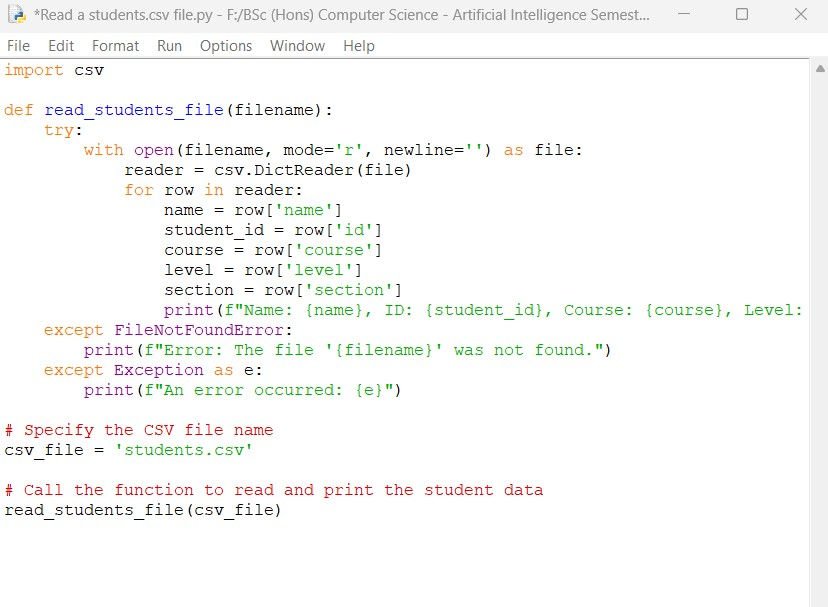 *Read a students.csv file.py - F:/BSc (Hons) Computer Science - Artificial Intelligence Semest...
File Edit Format Run Options Window Help
import csv

def read_students_file(filename):
    try:
        with open(filename, mode='r', newline='') as file:
            reader = csv.DictReader(file)
            for row in reader:
                name = row['name']
                student_id = row['id']
                course = row['course']
                level = row['level']
                section = row['section']
                print(f"Name: {name}, ID: {student_id}, Course: {course}, Level:
    except FileNotFoundError:
        print(f"Error: The file '{filename}' was not found.")
    except Exception as e:
        print(f"An error occurred: {e}")

# Specify the CSV file name
csv_file = 'students.csv'

# Call the function to read and print the student data
read_students_file(csv_file)